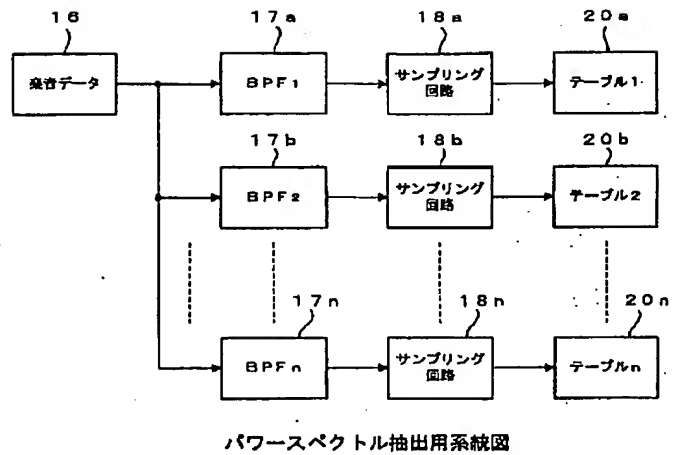 16 17a 18a 20a
楽音データ BPF1 サンプリング回路 テーブル1
17b 18b 20b
BPF2 サンプリング回路 テーブル2
17n 18n 20n
BPFn サンプリング回路 テーブルn
パワースペクトル抽出用系統図